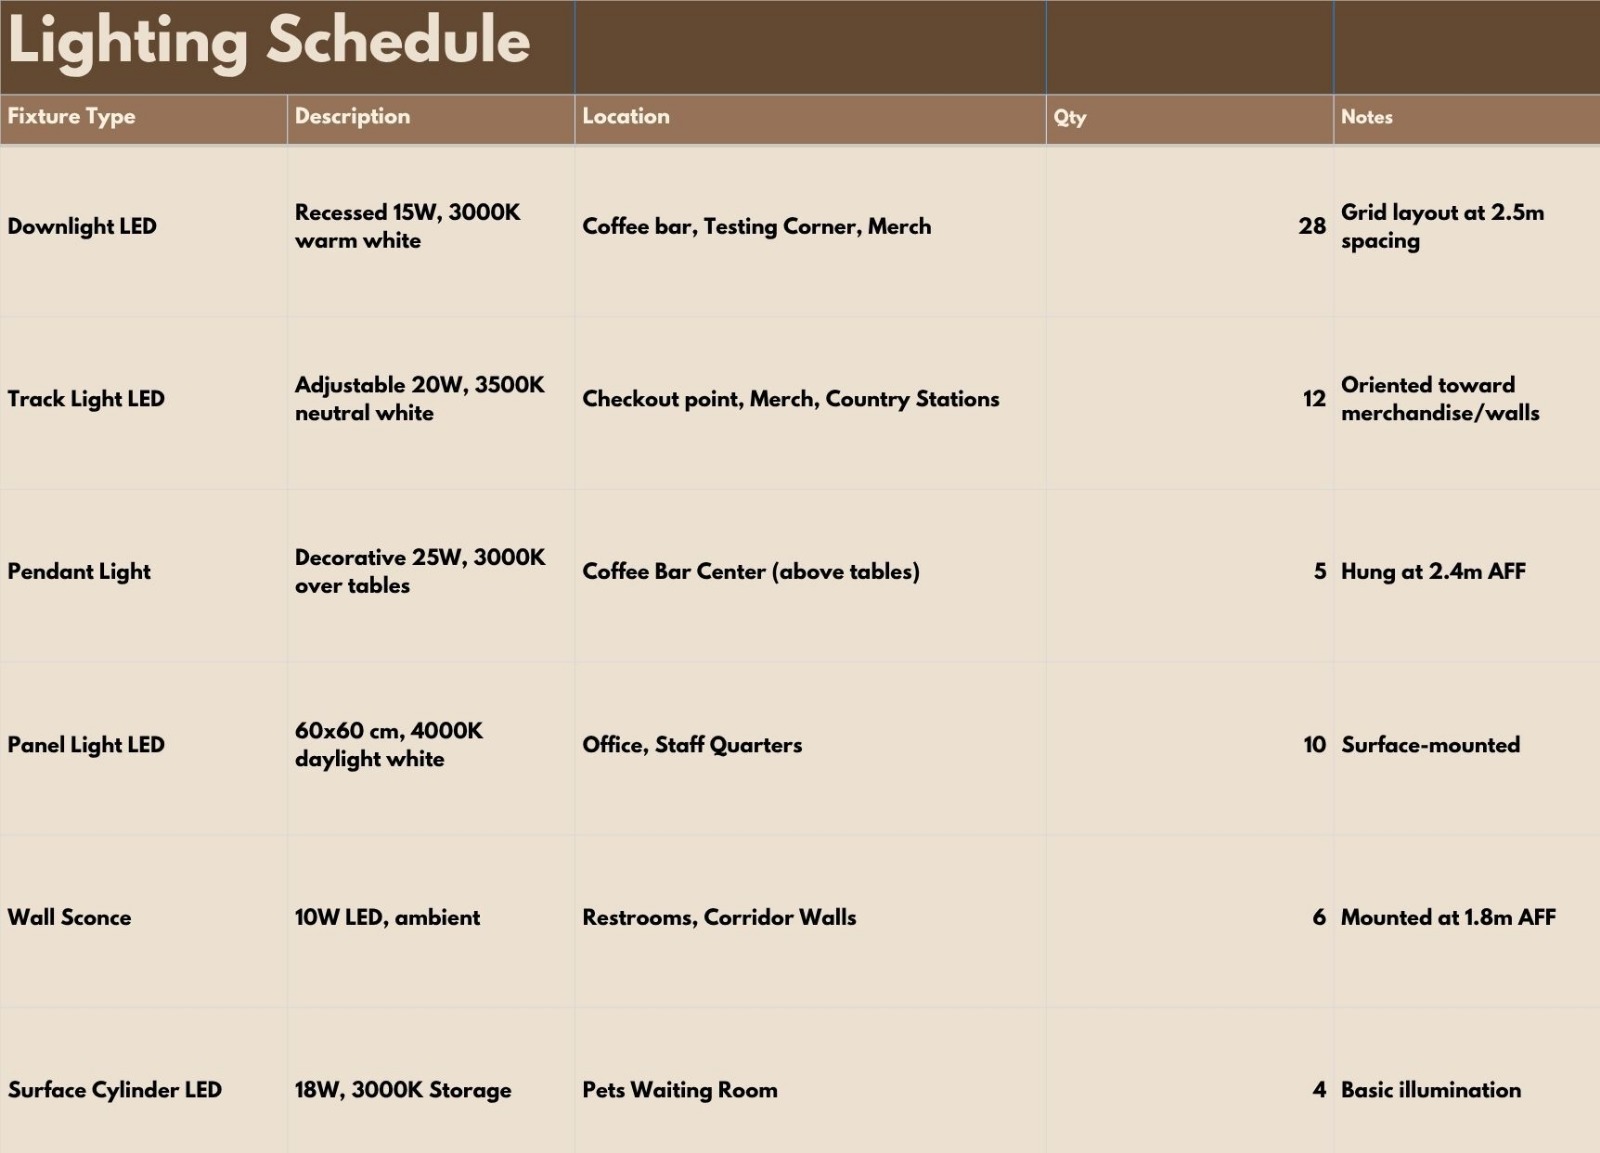 Lighting Schedule
Fixture Type Description Location Qty Notes
Downlight LED
Recessed 15W, 3000K
warm white
Coffee bar, Testing Corner, Merch
28
Grid layout at 2.5m
spacing
Track Light LED
Adjustable 20W, 3500K
neutral white
Checkout point, Merch, Country Stations
12
Oriented toward
merchandise/walls
Pendant Light
Decorative 25W, 3000K
over tables
Coffee Bar Center (above tables)
5
Hung at 2.4m AFF
Panel Light LED
60x60 cm, 4000K
daylight white
Office, Staff Quarters
10
Surface-mounted
Wall Sconce
10W LED, ambient
Restrooms, Corridor Walls
6
Mounted at 1.8m AFF
Surface Cylinder LED
18W, 3000K Storage
Pets Waiting Room
4
Basic illumination